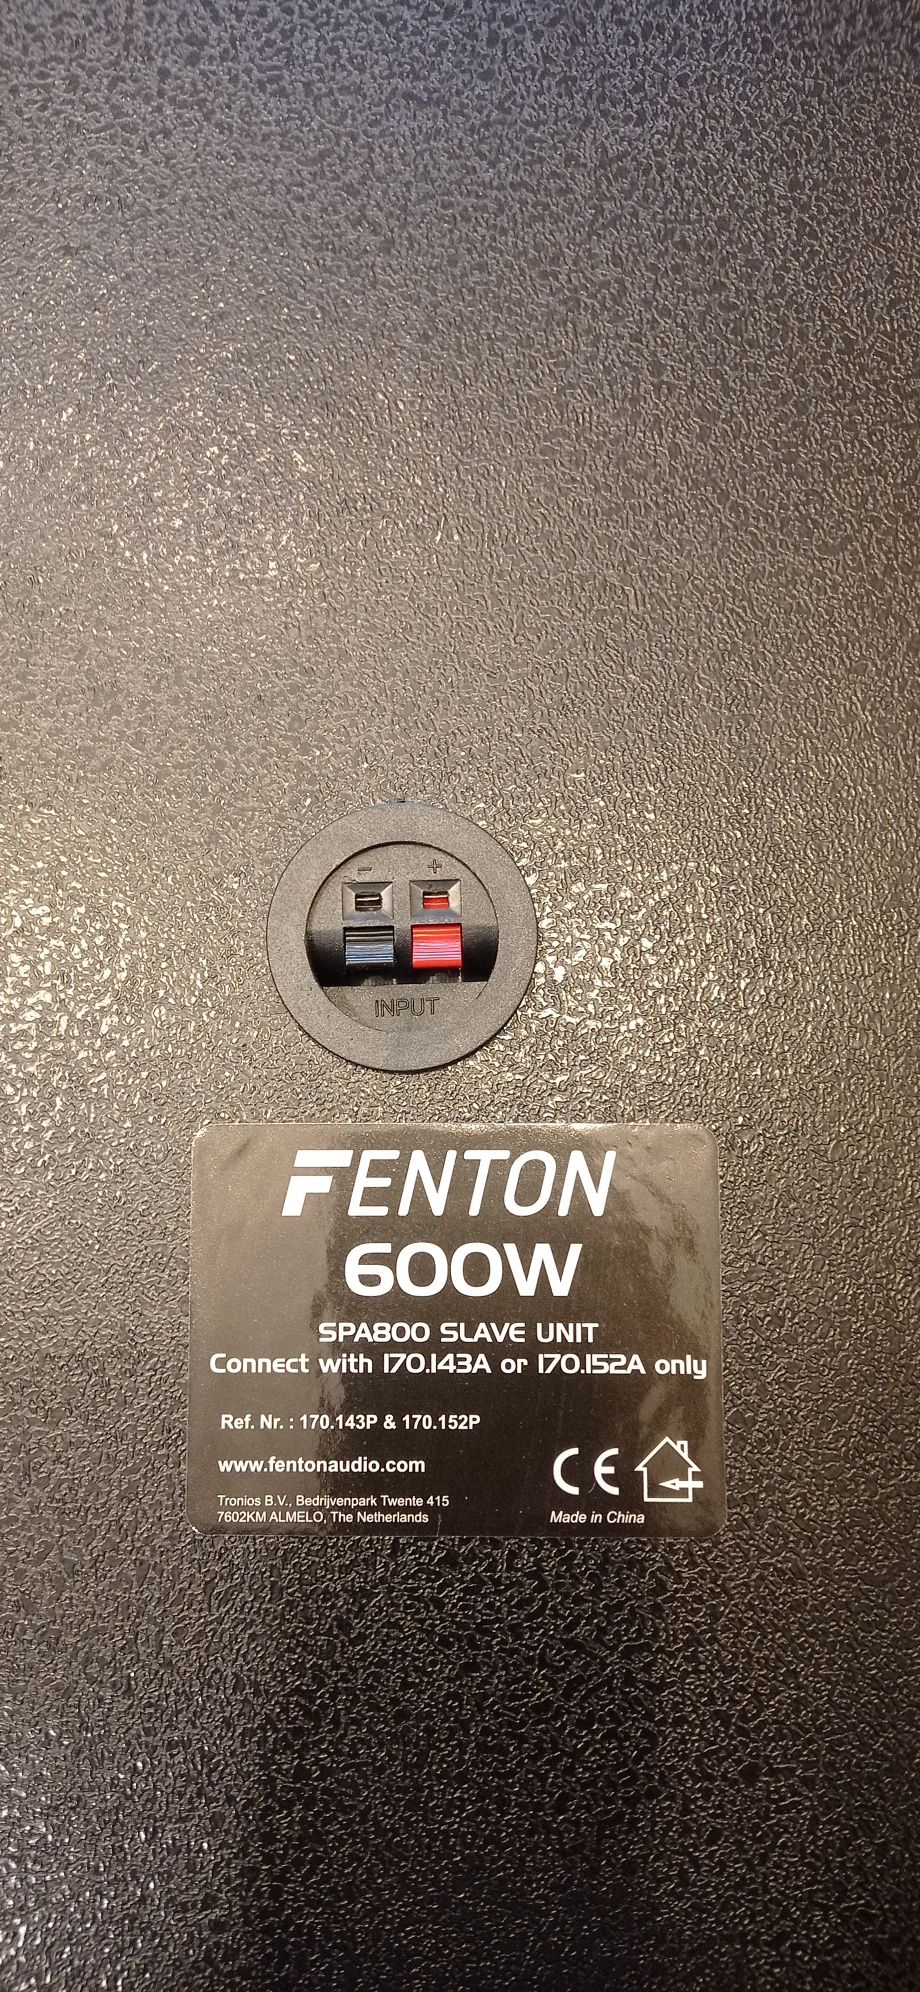 - +
INPUT
FENTON
600W
SPA800 SLAVE UNIT
Connect with 170.143A or 170.152A only
Ref. Nr. : 170.143P & 170.152P
www.fentonaudio.com
CE
Tronios B.V., Bedrijvenpark Twente 415
7602KM ALMELO, The Netherlands
Made in China